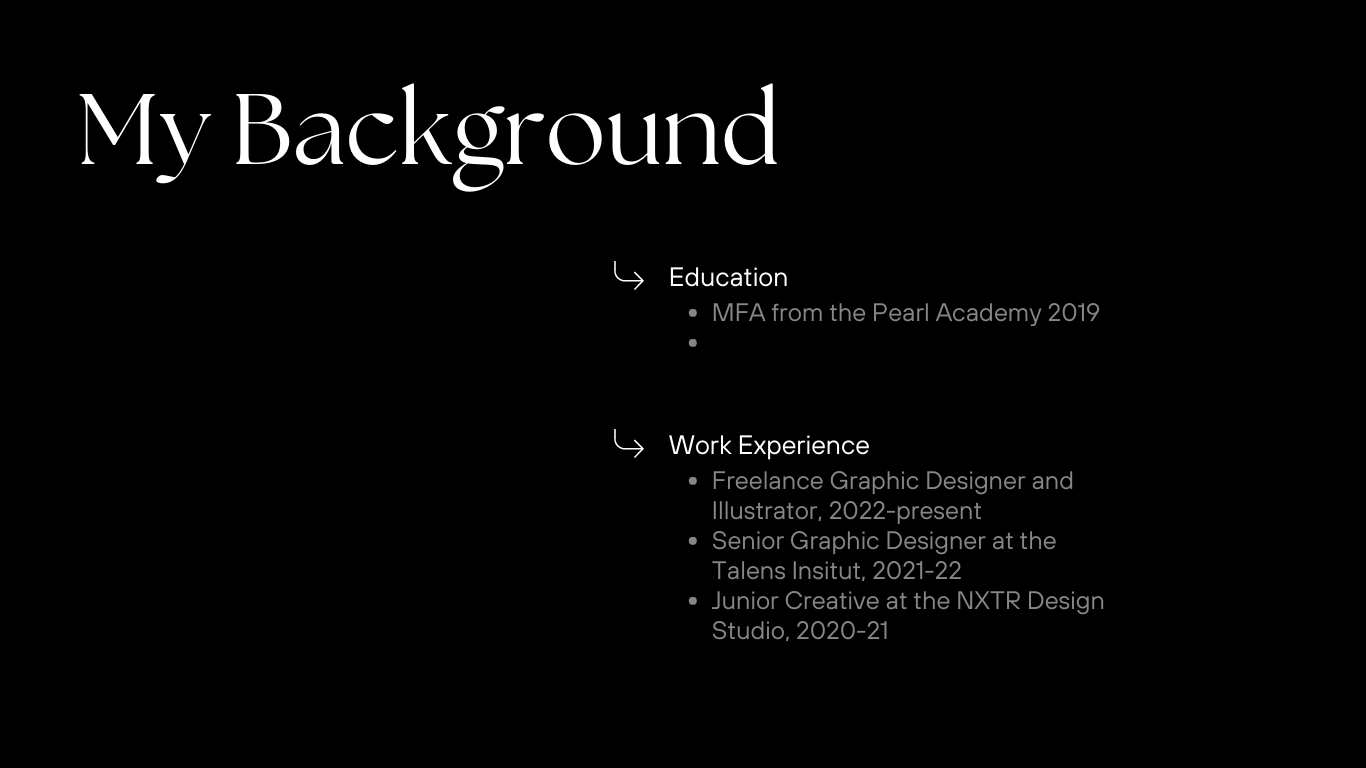 My Background
Education
• MFA from the Pearl Academy 2019
•
Work Experience
• Freelance Graphic Designer and
Illustrator, 2022-present
• Senior Graphic Designer at the
Talens Insitut, 2021-22
• Junior Creative at the NXTR Design
Studio, 2020-21